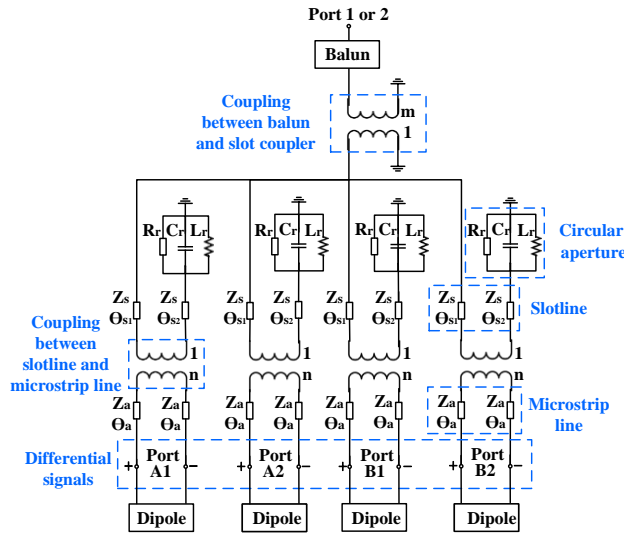 Port 1 or 2
Balun
Coupling
between balun
and slot coupler
m
1
Rr Cr Lr
Rr Cr Lr
Rr Cr Lr
Rr Cr Lr
Circular
aperture
Zs Zs Zs Zs Zs Zs Zs Zs
Θs1 Θs2 Θs1 Θs2 Θs1 Θs2 Θs1 Θs2
Slotline
Coupling
between
slotline and
microstrip line
1 1 1 1
n n n n
Za Za Za Za Za Za Za Za
Θa Θa Θa Θa Θa Θa Θa Θa
Microstrip
line
Differential
signals
+ Port − + Port − + Port − + Port −
A1 A2 B1 B2
Dipole Dipole Dipole Dipole